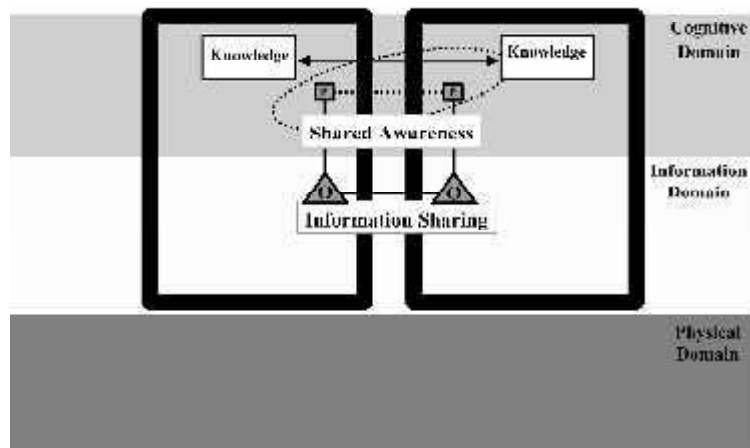 Cognitive
Domain
Knowledge
Knowledge
P
P
Shared Awareness
Information
Domain
O
O
Information Sharing
Physical
Domain